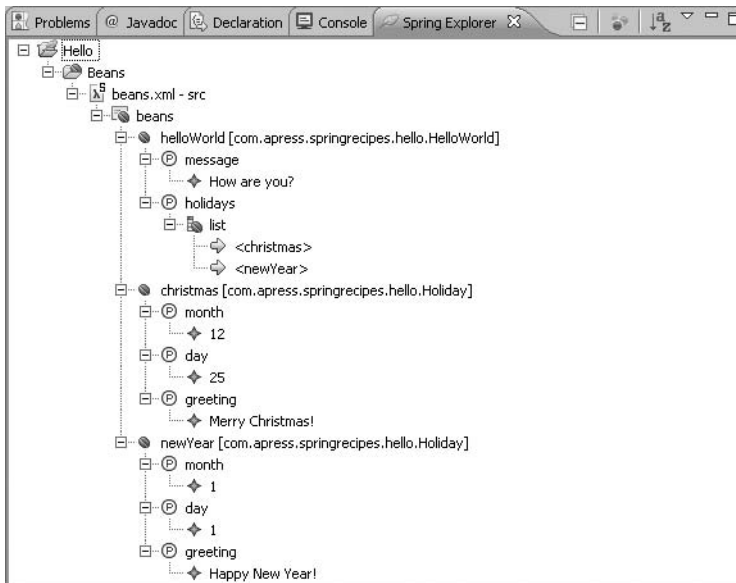 Problems @ Javadoc Declaration Console Spring Explorer
Hello
Beans
beans.xml - src
beans
helloWorld [com.apress.springrecipes.hello.HelloWorld]
P message
How are you?
P holidays
list
<christmas>
<newYear>
christmas [com.apress.springrecipes.hello.Holiday]
P month
12
P day
25
P greeting
Merry Christmas!
newYear [com.apress.springrecipes.hello.Holiday]
P month
1
P day
1
P greeting
Happy New Year!